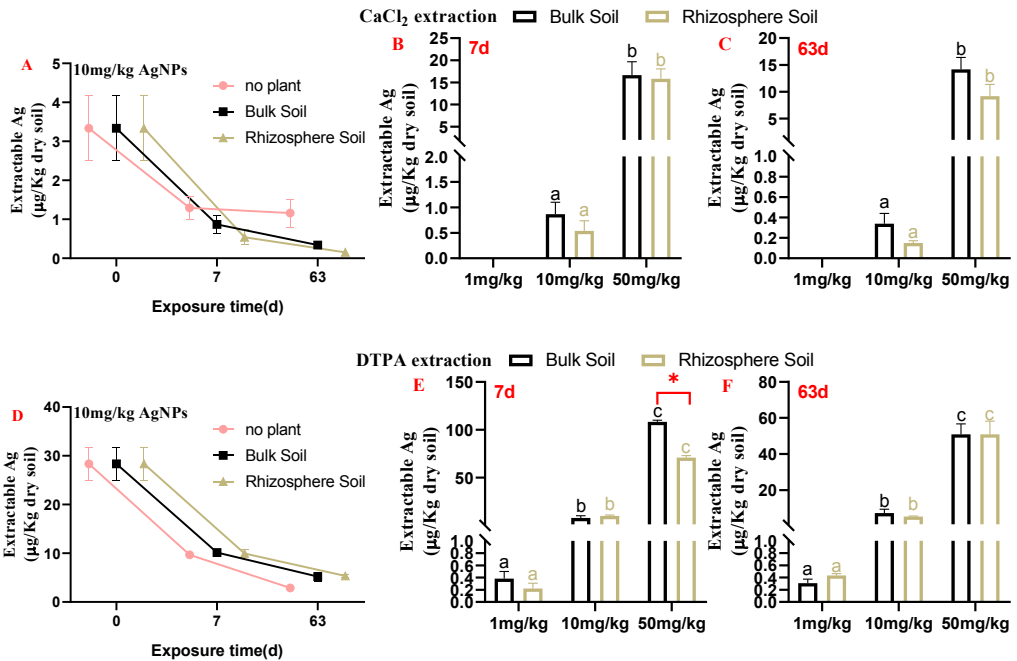 CaCl₂ extraction Bulk Soil Rhizosphere Soil
A
10mg/kg AgNPs
no plant
Bulk Soil
Rhizosphere Soil
Extractable Ag
(μg/Kg dry soil)
5
4
3
2
1
0
0 7 63
Exposure time(d)
B
7d
Extractable Ag
(μg/Kg dry soil)
25
20
15
10
5
2.0
1.5
1.0
0.5
0.0
a a b b
1mg/kg 10mg/kg 50mg/kg
C
63d
Extractable Ag
(μg/Kg dry soil)
20
15
10
5
1.0
0.8
0.6
0.4
0.2
0.0
a a b b
1mg/kg 10mg/kg 50mg/kg
DTPA extraction Bulk Soil Rhizosphere Soil
D
10mg/kg AgNPs
no plant
Bulk Soil
Rhizosphere Soil
Extractable Ag
(μg/Kg dry soil)
40
30
20
10
0
0 7 63
Exposure time(d)
E
7d
*
Extractable Ag
(μg/Kg dry soil)
150
100
50
1.0
0.8
0.6
0.4
0.2
0.0
a a b b c c
1mg/kg 10mg/kg 50mg/kg
F
63d
Extractable Ag
(μg/Kg dry soil)
80
60
40
20
1.0
0.8
0.6
0.4
0.2
0.0
a a b b c c
1mg/kg 10mg/kg 50mg/kg